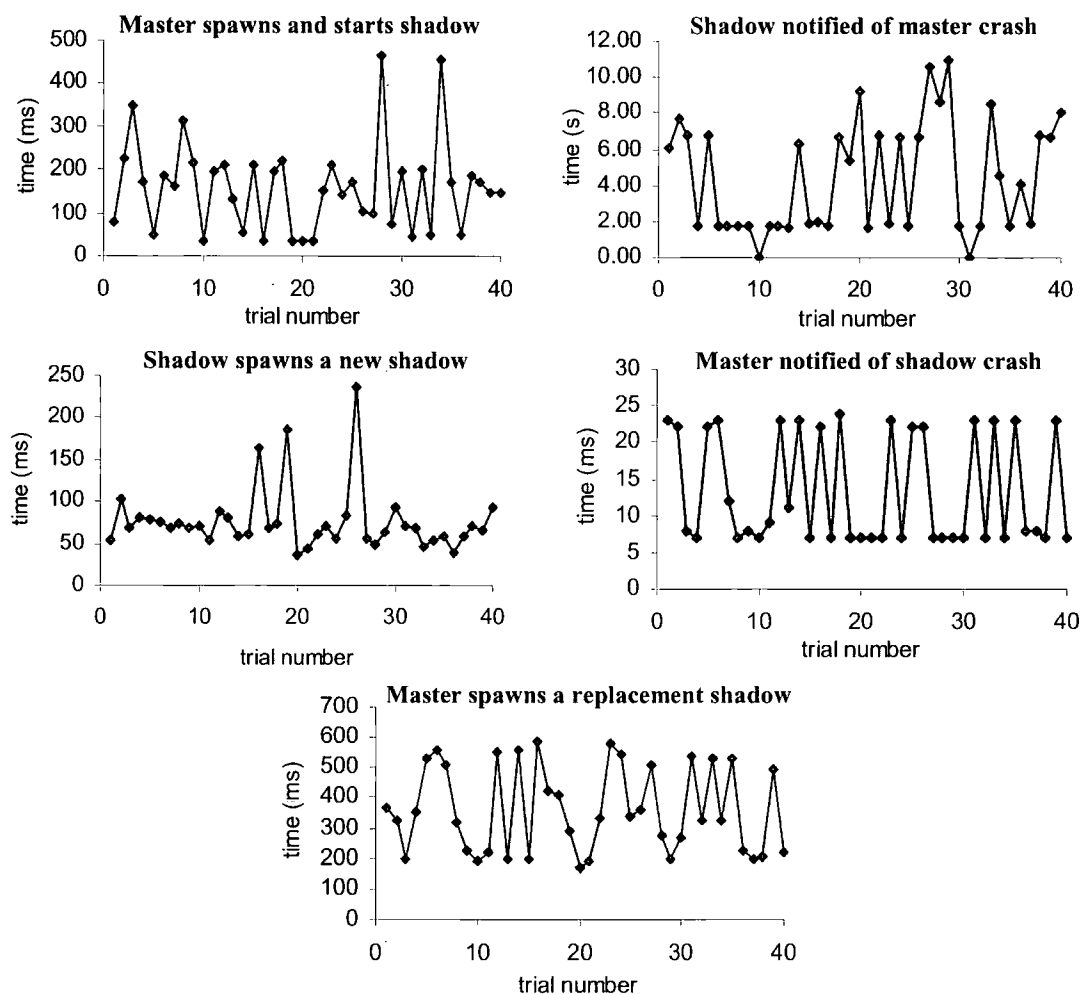 Master spawns and starts shadow
500
400
300
200
100
0
time (ms)
0 10 20 30 40
trial number
Shadow notified of master crash
12.00
10.00
8.00
6.00
4.00
2.00
0.00
time (s)
0 10 20 30 40
trial number
Shadow spawns a new shadow
250
200
150
100
50
0
time (ms)
0 10 20 30 40
trial number
Master notified of shadow crash
30
25
20
15
10
5
0
time (ms)
0 10 20 30 40
trial number
Master spawns a replacement shadow
700
600
500
400
300
200
100
0
time (ms)
0 10 20 30 40
trial number